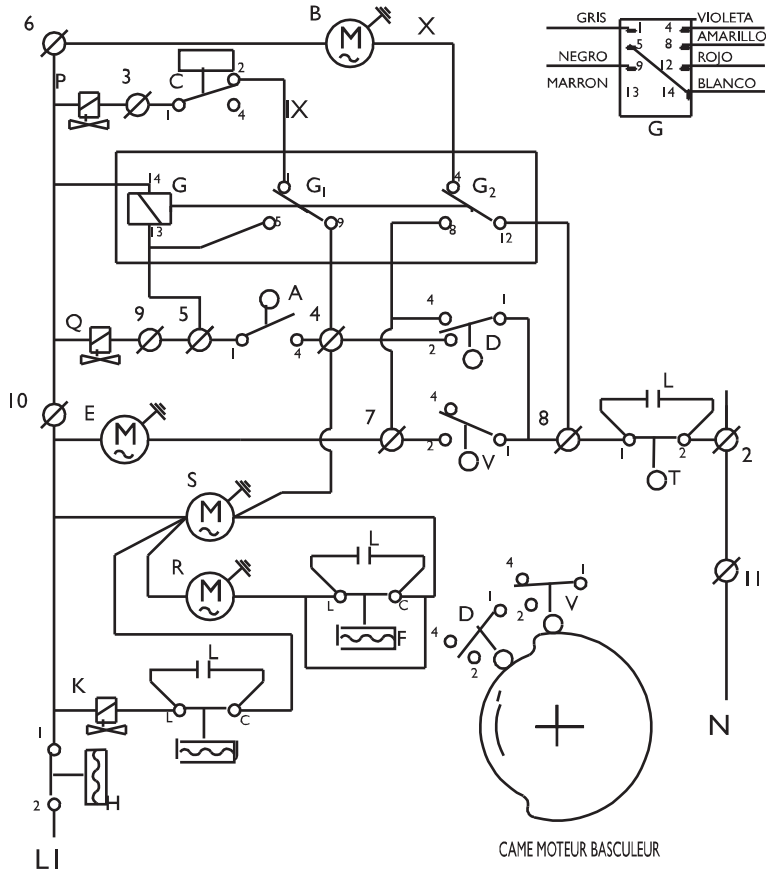 6
B
X
GRIS
1
4
VIOLETA
5
8
AMARILLO
NEGRO
9
12
ROJO
MARRON
13
14
BLANCO
G
P
3
C
2
1
4
IX
14
G
1
G1
4
G2
13
5
9
8
12
Q
9
5
A
4
4
1
1
4
2
D
10
E
7
4
8
L
2
V
1
1
2
2
T
S
R
L
11
L
C
F
4
1
D
1
V
2
4
2
K
L
L
C
N
1
2
H
L1
CAME MOTEUR BASCULEUR
M
M
M
M